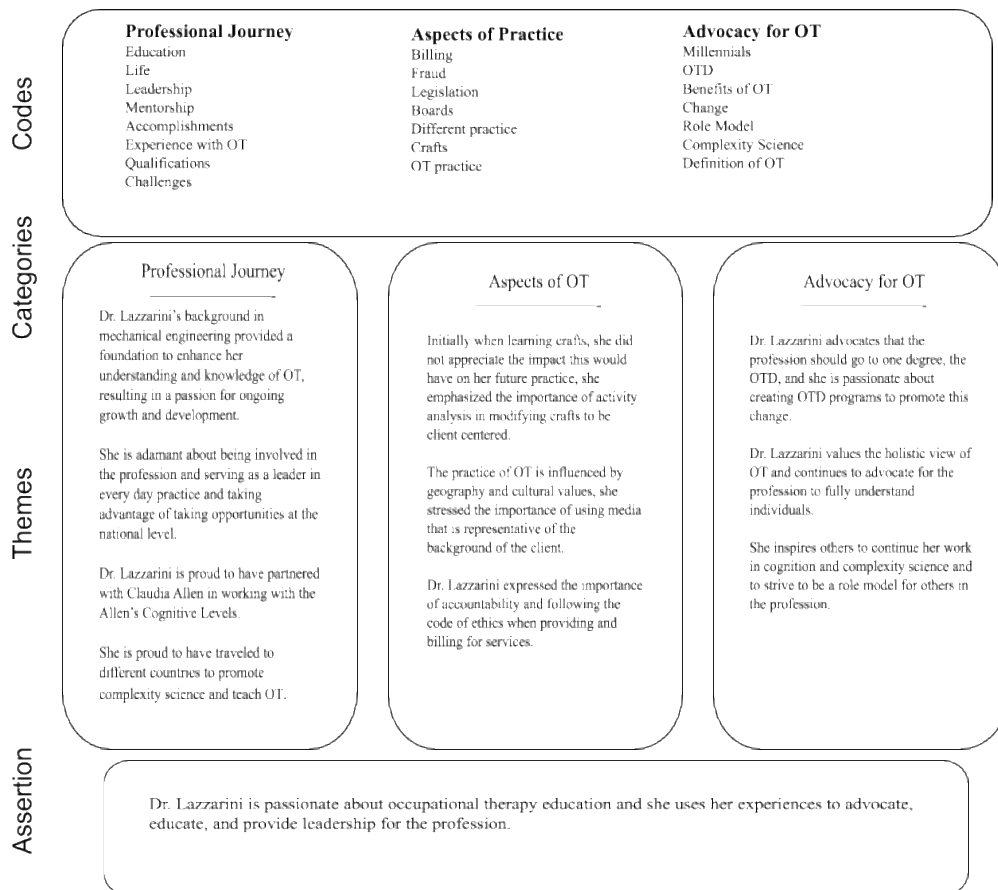 Codes
Professional Journey
Education
Life
Leadership
Mentorship
Accomplishments
Experience with OT
Qualifications
Challenges
Aspects of Practice
Billing
Fraud
Legislation
Boards
Different practice
Crafts
OT practice
Advocacy for OT
Millennials
OTD
Benefits of OT
Change
Role Model
Complexity Science
Definition of OT
Categories
Professional Journey
Aspects of OT
Advocacy for OT
Themes
Dr. Lazzarini's background in
mechanical engineering provided a
foundation to enhance her
understanding and knowledge of OT,
resulting in a passion for ongoing
growth and development.
She is adamant about being involved in
the profession and serving as a leader in
every day practice and taking
advantage of taking opportunities at the
national level.
Dr. Lazzarini is proud to have partnered
with Claudia Allen in working with the
Allen's Cognitive Levels.
She is proud to have traveled to
different countries to promote
complexity science and teach OT.
Initially when learning crafts, she did
not appreciate the impact this would
have on her future practice, she
emphasized the importance of activity
analysis in modifying crafts to be
client centered.
The practice of OT is influenced by
geography and cultural values, she
stressed the importance of using media
that is representative of the
background of the client.
Dr. Lazzarini expressed the importance
of accountability and following the
code of ethics when providing and
billing for services.
Dr. Lazzarini advocates that the
profession should go to one degree, the
OTD, and she is passionate about
creating OTD programs to promote this
change.
Dr. Lazzarini values the holistic view of
OT and continues to advocate for the
profession to fully understand
individuals.
She inspires others to continue her work
in cognition and complexity science and
to strive to be a role model for others in
the profession.
Assertion
Dr. Lazzarini is passionate about occupational therapy education and she uses her experiences to advocate,
educate, and provide leadership for the profession.